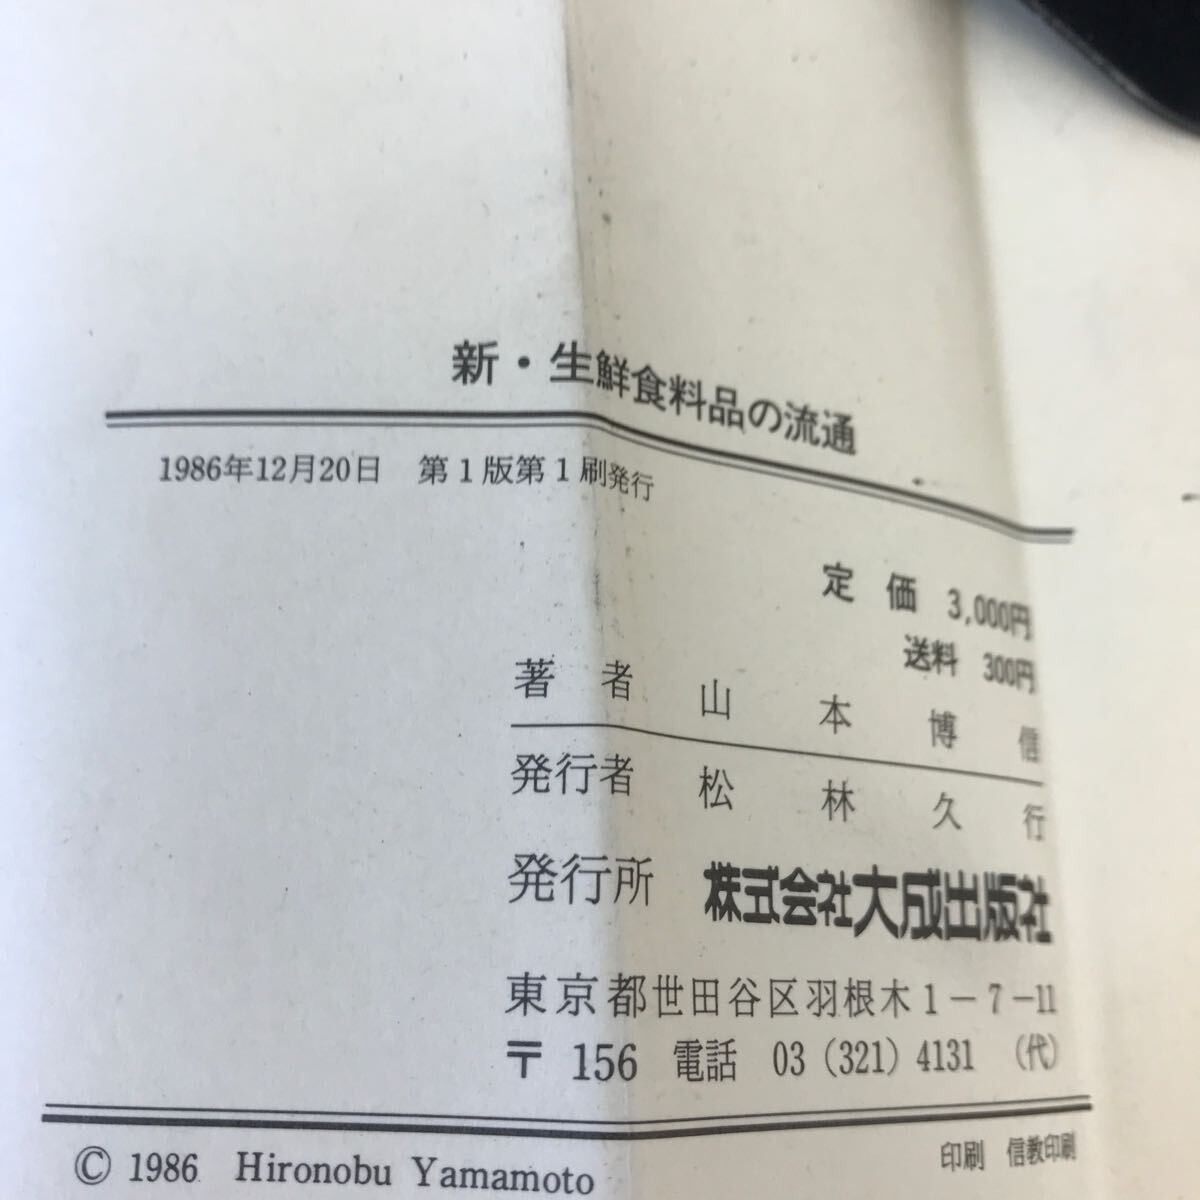 新・生鮮食料品の流通
1986年12月20日　第1版第1刷発行
定　価　3,000円
送料　300円
著　者　山　本　博　信
発行者　松　林　久　行
発行所　株式会社大成出版社
東京都世田谷区羽根木1－7－11
〒 156　電話　03 (321) 4131　(代)
© 1986　Hironobu Yamamoto
印刷　信教印刷